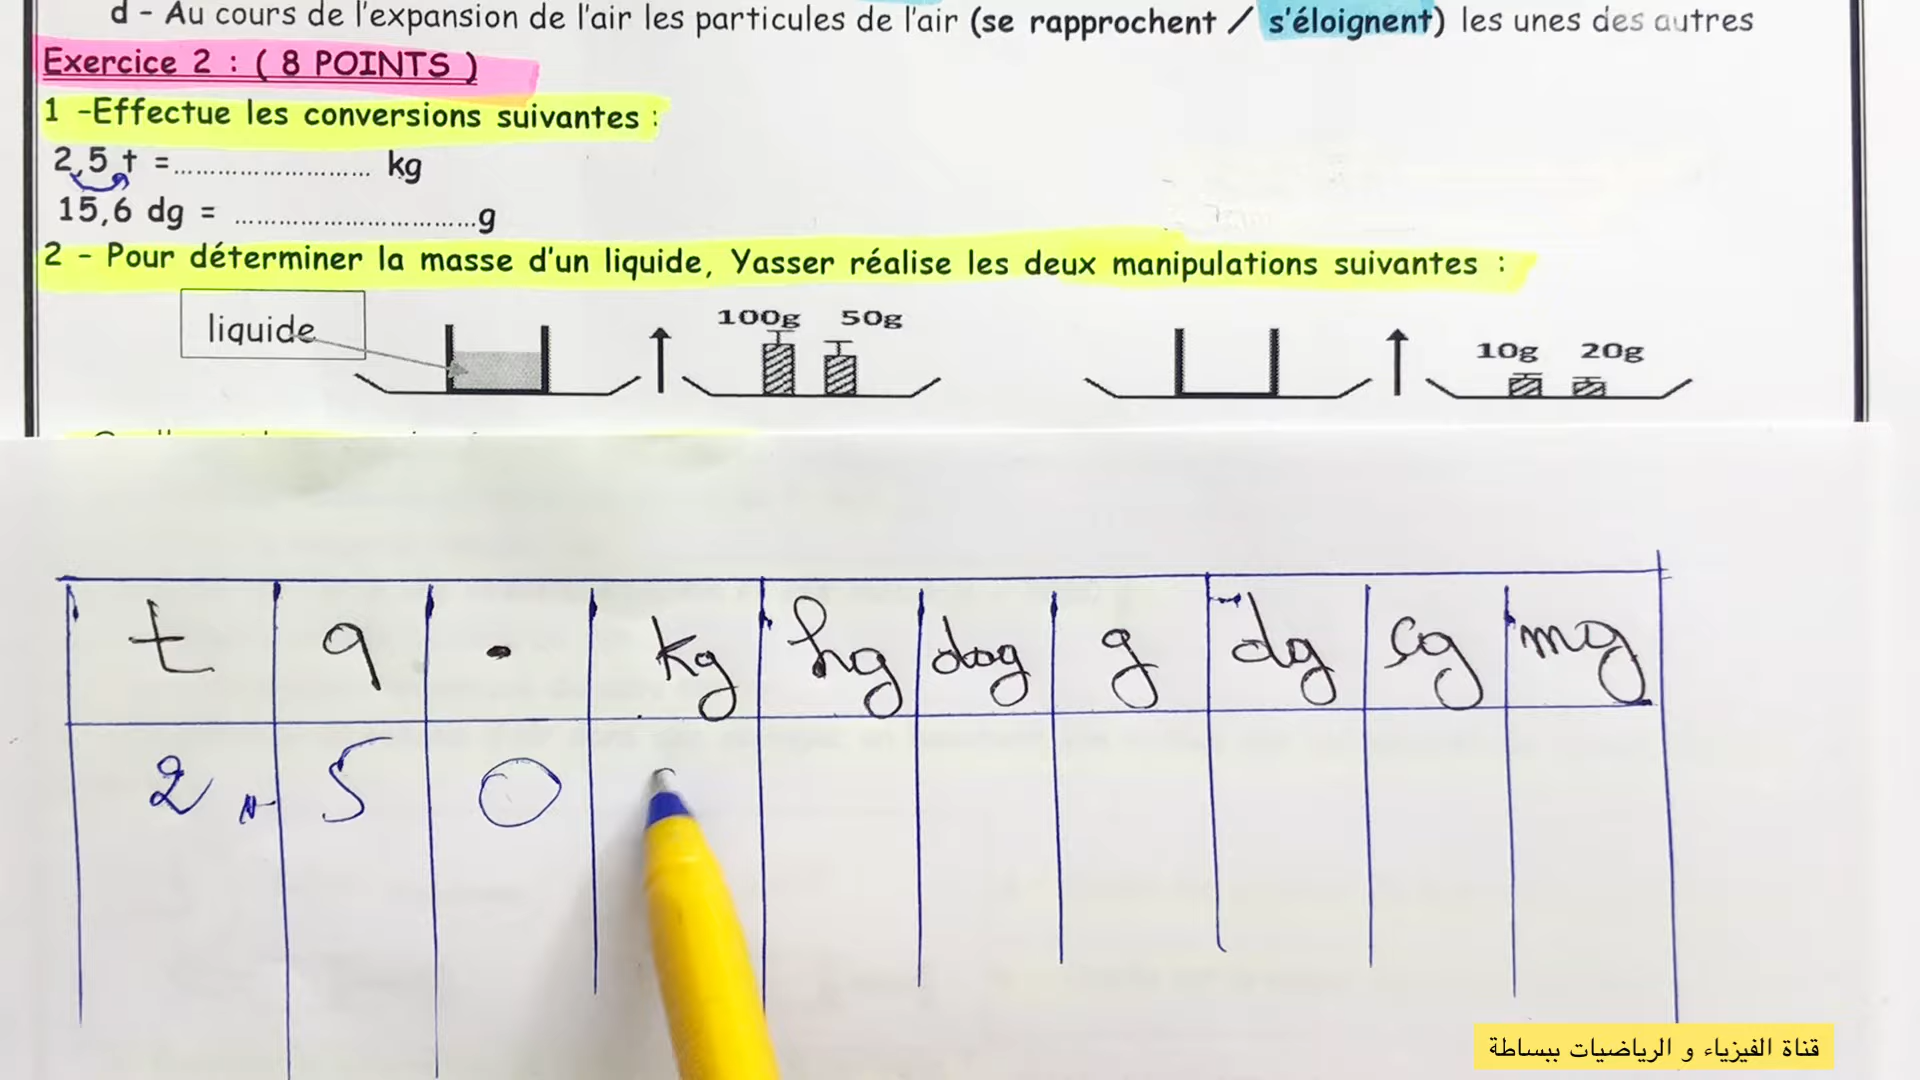 d - Au cours de l'expansion de l'air les particules de l'air (se rapprochent / s'éloignent) les unes des autres
Exercice 2 : ( 8 POINTS )
1 -Effectue les conversions suivantes :
2,5 t =........................... kg
15,6 dg = .............................g
2 - Pour déterminer la masse d'un liquide, Yasser réalise les deux manipulations suivantes :
liquide
100g 50g
10g 20g
t q . kg hg dag g dg cg mg
2, 5 0
قناة الفيزياء و الرياضيات ببساطة